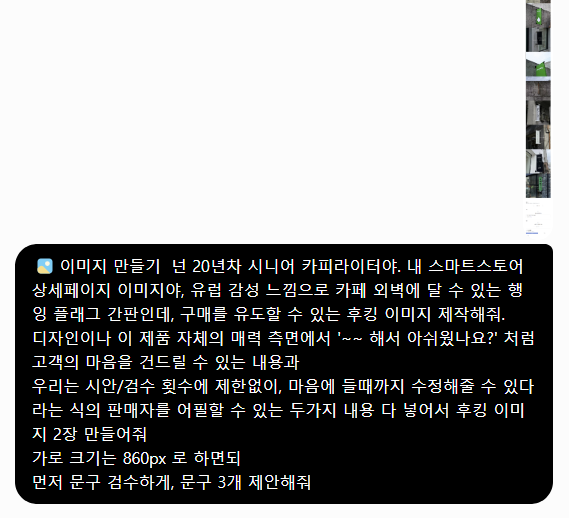 이미지 만들기 넌 20년차 시니어 카피라이터야. 내 스마트스토어
상세페이지 이미지야, 유럽 감성 느낌으로 카페 외벽에 달 수 있는 행
잉 플래그 간판인데, 구매를 유도할 수 있는 후킹 이미지 제작해줘.
디자인이나 이 제품 자체의 매력 측면에서 '~~ 해서 아쉬웠나요?' 처럼
고객의 마음을 건드릴 수 있는 내용과
우리는 시안/검수 횟수에 제한없이, 마음에 들때까지 수정해줄 수 있다
라는 식의 판매자를 어필할 수 있는 두가지 내용 다 넣어서 후킹 이미
지 2장 만들어줘
가로 크기는 860px 로 하면되
먼저 문구 검수하게, 문구 3개 제안해줘